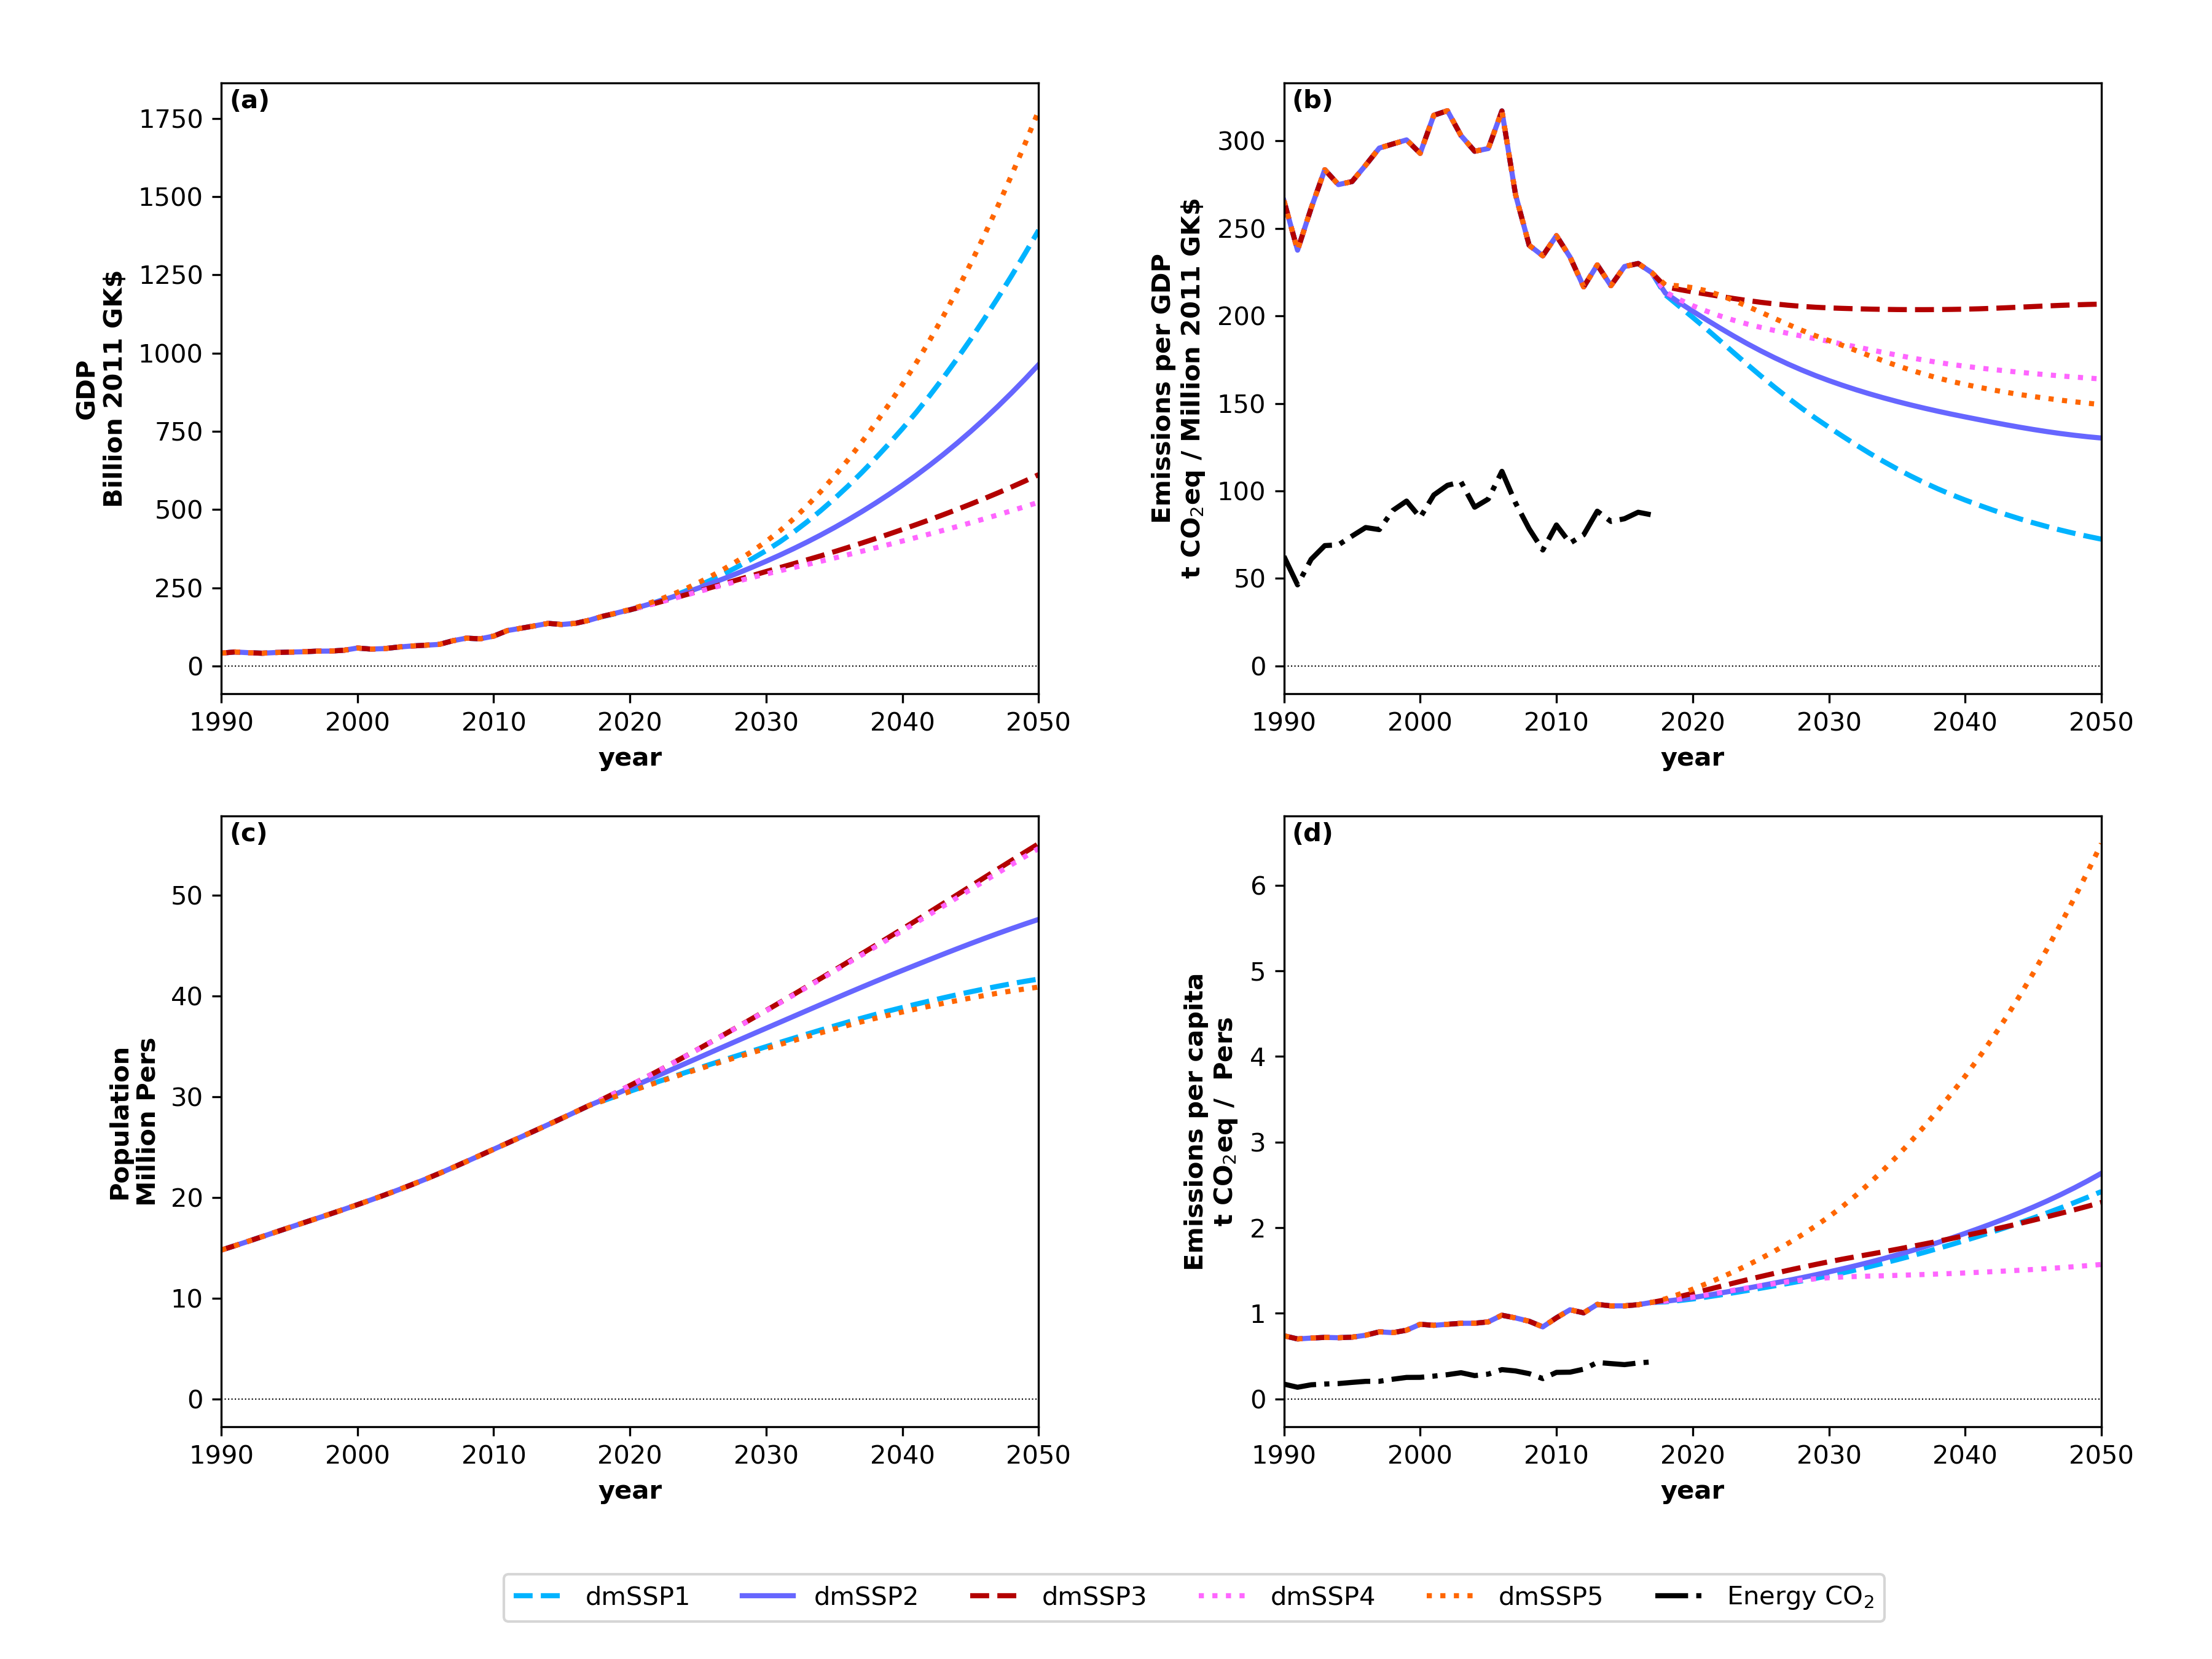 (a)
1750
1500
1250
1000
750
500
250
0
GDP
Billion 2011 GK$
1990 2000 2010 2020 2030 2040 2050
year
(b)
300
250
200
150
100
50
0
Emissions per GDP
t CO₂eq / Million 2011 GK$
1990 2000 2010 2020 2030 2040 2050
year
(c)
50
40
30
20
10
0
Population
Million Pers
1990 2000 2010 2020 2030 2040 2050
year
(d)
6
5
4
3
2
1
0
Emissions per capita
t CO₂eq / Pers
1990 2000 2010 2020 2030 2040 2050
year
dmSSP1 dmSSP2 dmSSP3 dmSSP4 dmSSP5 Energy CO₂